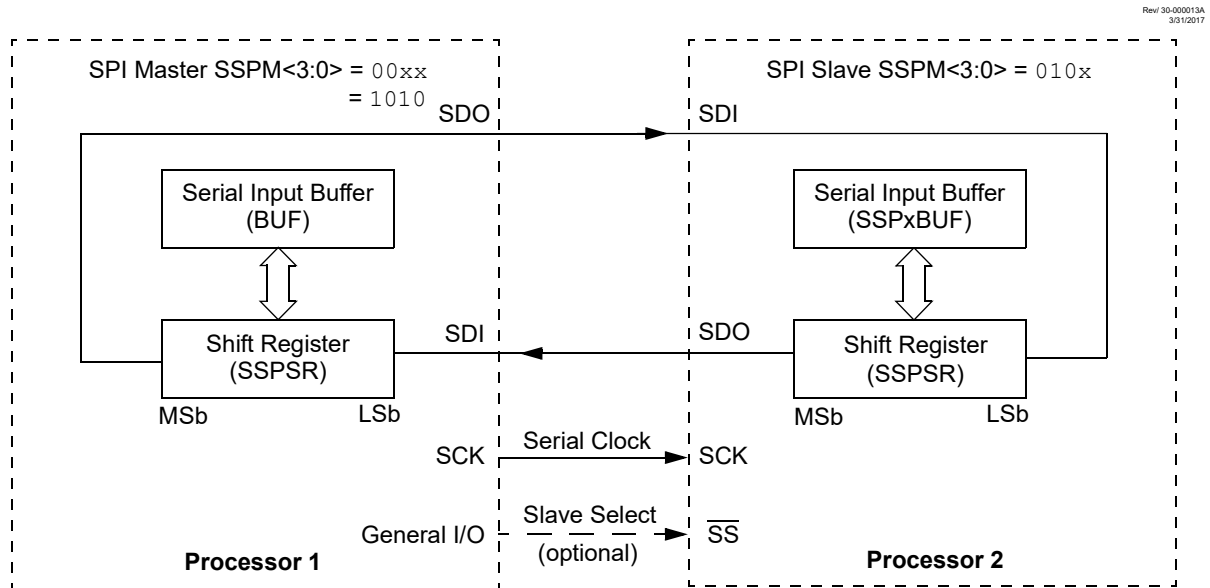 Rev/ 30-000013A
3/31/2017
SPI Master SSPM<3:0> = 00xx
= 1010
SPI Slave SSPM<3:0> = 010x
SDO
SDI
Serial Input Buffer
(BUF)
Serial Input Buffer
(SSPxBUF)
SDI
SDO
Shift Register
(SSPSR)
Shift Register
(SSPSR)
MSb
LSb
MSb
LSb
SCK
Serial Clock
SCK
General I/O
Slave Select
(optional)
SS
Processor 1
Processor 2